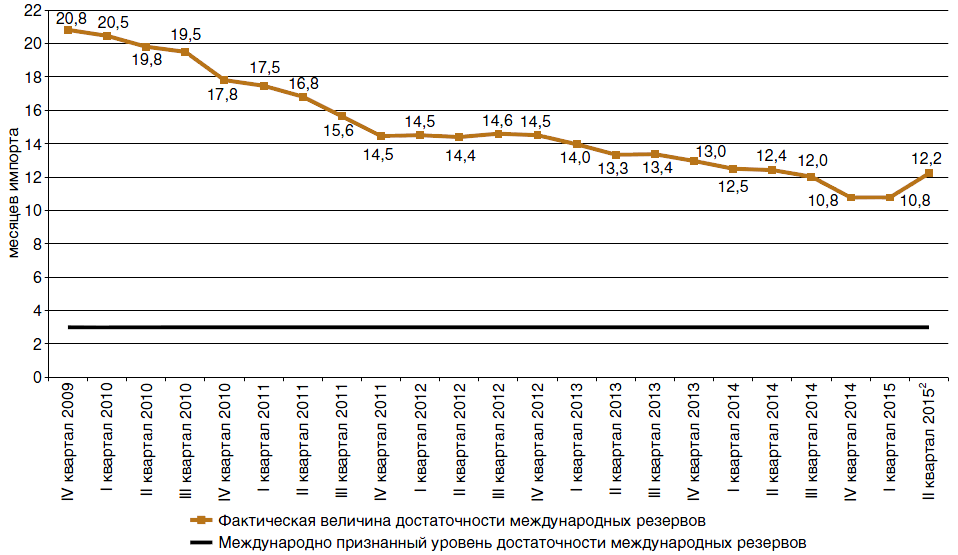 месяцев импорта
22
20
18
16
14
12
10
8
6
4
2
0
20,8
20,5
19,8
19,5
17,8
17,5
16,8
15,6
14,5
14,5
14,4
14,6
14,5
14,0
13,3
13,4
13,0
12,5
12,4
12,0
10,8
10,8
12,2
IV квартал 2009
I квартал 2010
II квартал 2010
III квартал 2010
IV квартал 2010
I квартал 2011
II квартал 2011
III квартал 2011
IV квартал 2011
I квартал 2012
II квартал 2012
III квартал 2012
IV квартал 2012
I квартал 2013
II квартал 2013
III квартал 2013
IV квартал 2013
I квартал 2014
II квартал 2014
III квартал 2014
IV квартал 2014
I квартал 2015
II квартал 2015²
Фактическая величина достаточности международных резервов
Международно признанный уровень достаточности международных резервов